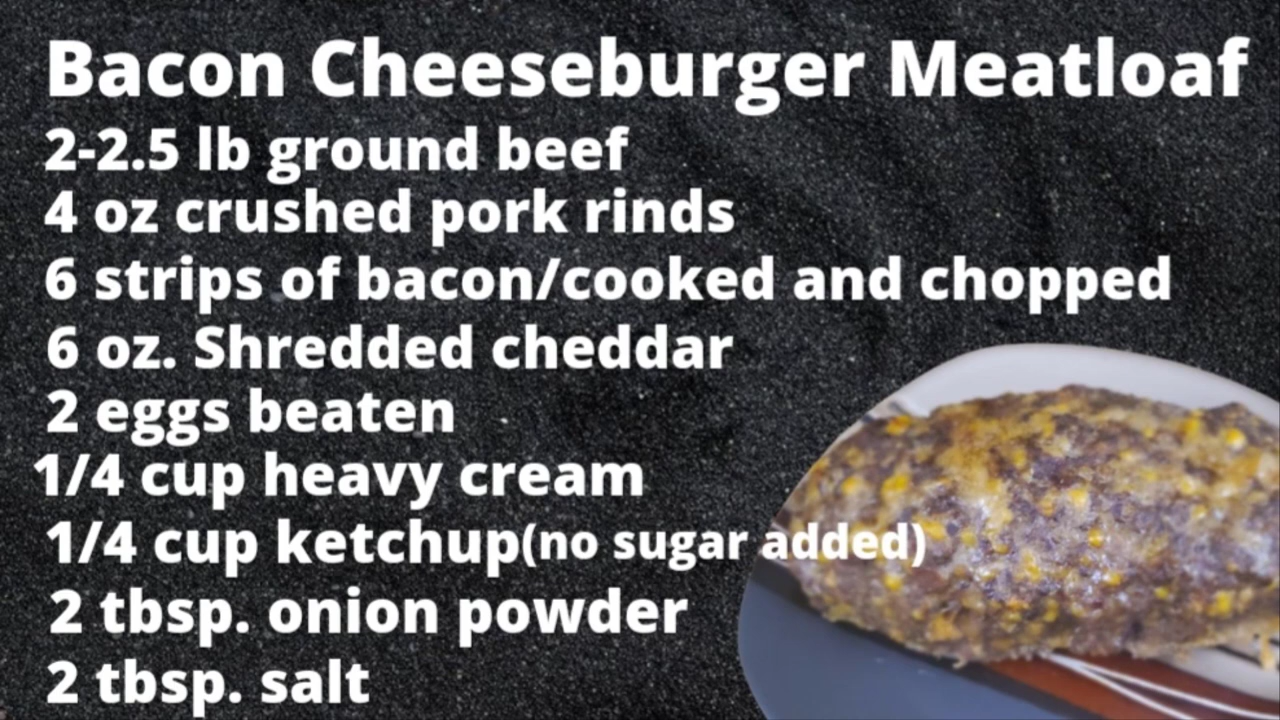 Bacon Cheeseburger Meatloaf
2-2.5 lb ground beef
4 oz crushed pork rinds
6 strips of bacon/cooked and chopped
6 oz. Shredded cheddar
2 eggs beaten
1/4 cup heavy cream
1/4 cup ketchup(no sugar added)
2 tbsp. onion powder
2 tbsp. salt